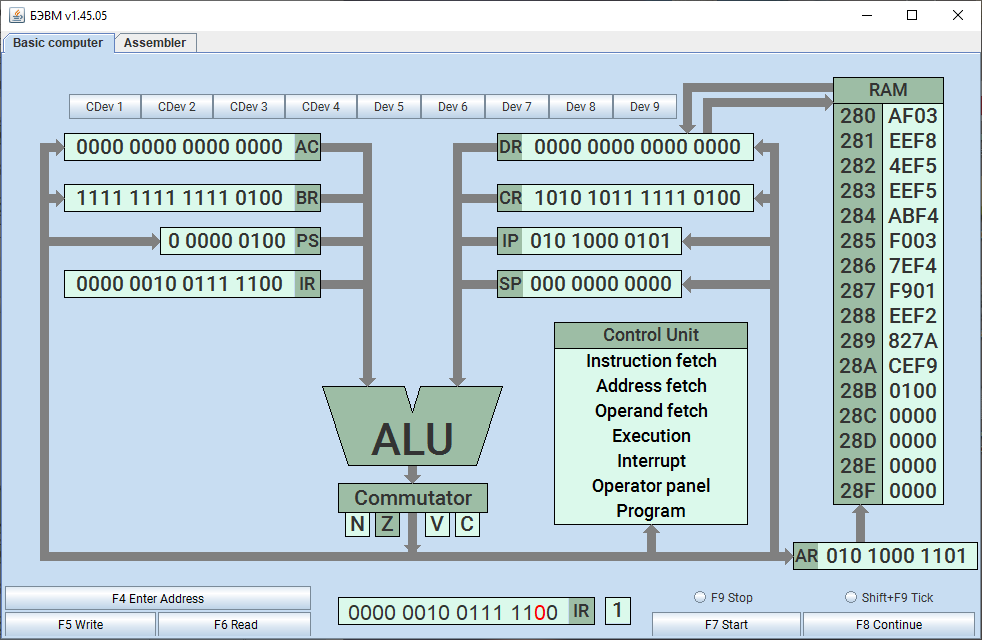 БЭВМ v1.45.05
Basic computer Assembler
CDev 1 CDev 2 CDev 3 CDev 4 Dev 5 Dev 6 Dev 7 Dev 8 Dev 9
0000 0000 0000 0000 AC
1111 1111 1111 0100 BR
0 0000 0100 PS
0000 0010 0111 1100 IR
DR 0000 0000 0000 0000
CR 1010 1011 1111 0100
IP 010 1000 0101
SP 000 0000 0000
ALU
Commutator
N Z V C
Control Unit
Instruction fetch
Address fetch
Operand fetch
Execution
Interrupt
Operator panel
Program
RAM
280 AF03
281 EEF8
282 4EF5
283 EEF5
284 ABF4
285 F003
286 7EF4
287 F901
288 EEF2
289 827A
28A CEF9
28B 0100
28C 0000
28D 0000
28E 0000
28F 0000
AR 010 1000 1101
F4 Enter Address
F5 Write F6 Read
0000 0010 0111 1100 IR 1
F9 Stop Shift+F9 Tick
F7 Start F8 Continue